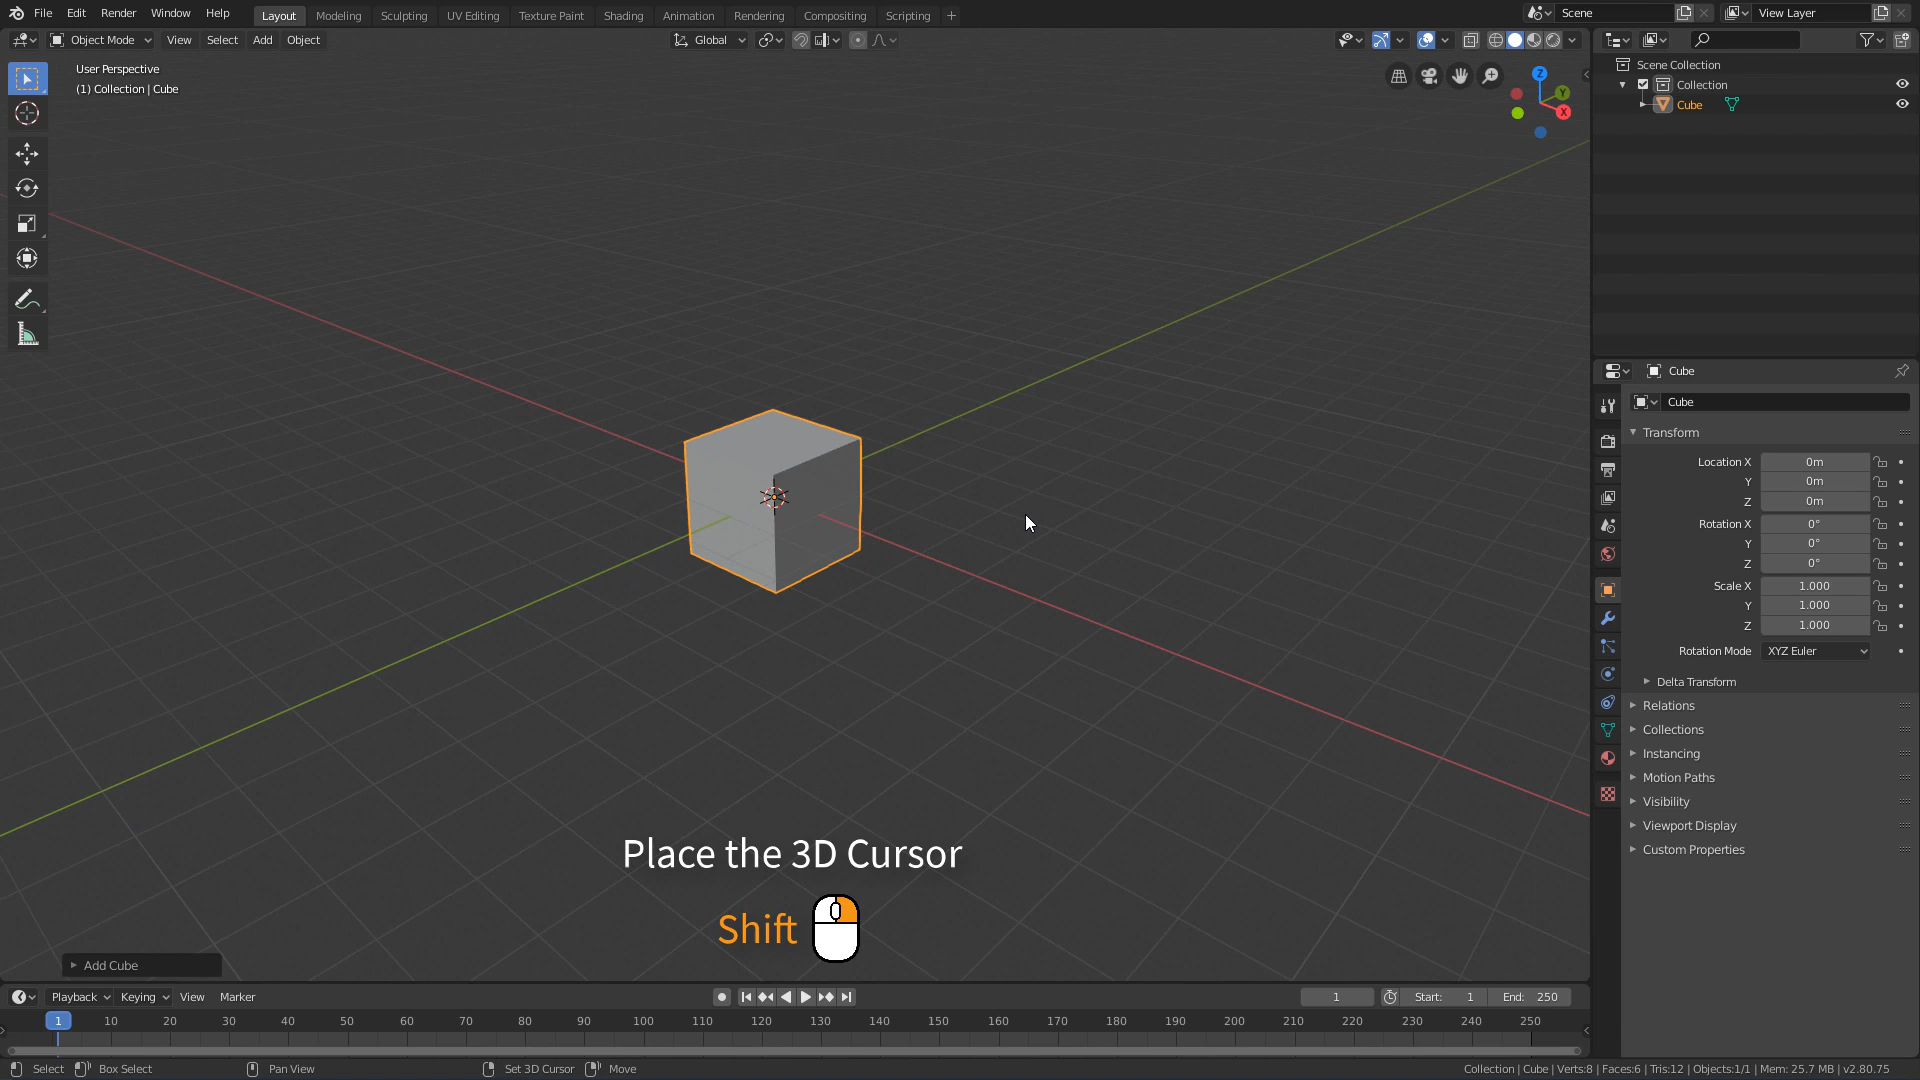 File Edit Render Window Help Layout Modeling Sculpting UV Editing Texture Paint Shading Animation Rendering Compositing Scripting + Scene View Layer
Object Mode View Select Add Object Global
User Perspective
(1) Collection | Cube
Z
Y
X
Scene Collection
Collection
Cube
Cube
Cube
Transform
Location X 0m
Y 0m
Z 0m
Rotation X 0°
Y 0°
Z 0°
Scale X 1.000
Y 1.000
Z 1.000
Rotation Mode XYZ Euler
Delta Transform
Relations
Collections
Instancing
Motion Paths
Visibility
Viewport Display
Custom Properties
Place the 3D Cursor
Shift
Add Cube
Playback Keying View Marker 1 Start: 1 End: 250
1 10 20 30 40 50 60 70 80 90 100 110 120 130 140 150 160 170 180 190 200 210 220 230 240 250
Select Box Select Pan View Set 3D Cursor Move Collection | Cube | Verts:8 | Faces:6 | Tris:12 | Objects:1/1 | Mem: 25.7 MB | v2.80.75